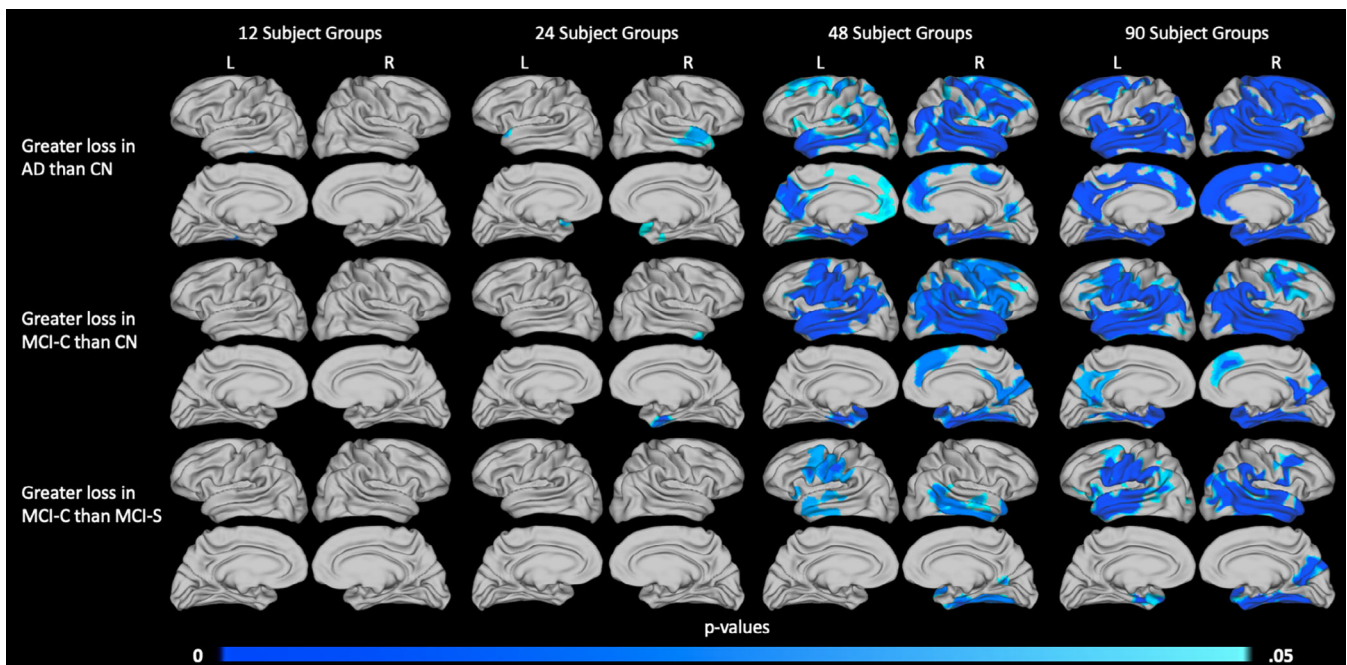 12 Subject Groups
24 Subject Groups
48 Subject Groups
90 Subject Groups
L
R
L
R
L
R
L
R
Greater loss in
AD than CN
Greater loss in
MCI-C than CN
Greater loss in
MCI-C than MCI-S
p-values
0
.05